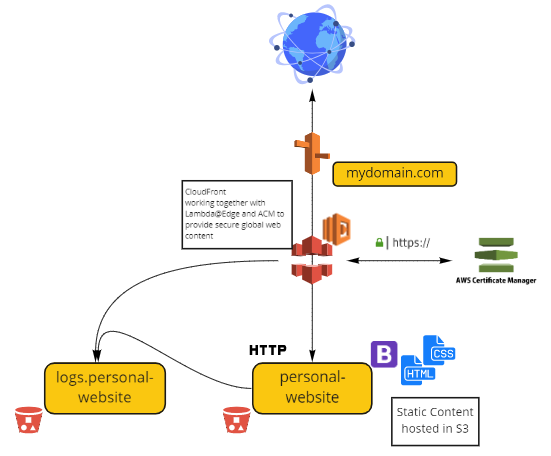 mydomain.com
CloudFront
working together with
Lambda@Edge and ACM to
provide secure global web
content
https://
AWS Certificate Manager
HTTP
B
CSS
HTML
logs.personal-
website
personal-
website
Static Content
hosted in S3